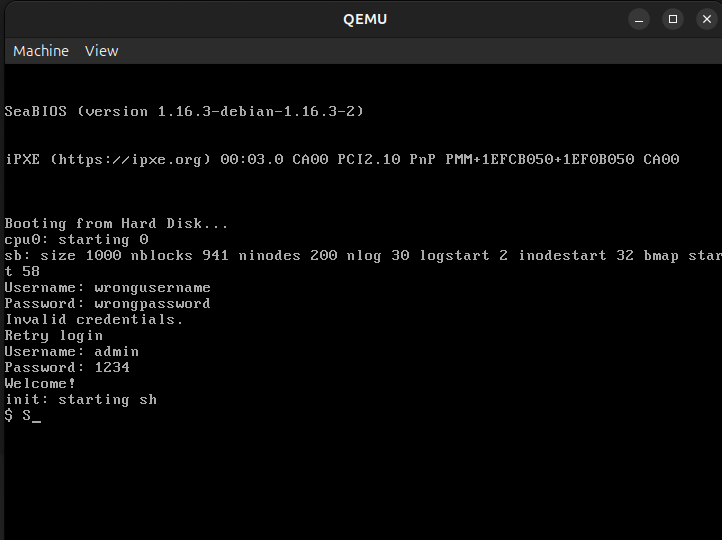 QEMU
Machine View
SeaBIOS (version 1.16.3-debian-1.16.3-2)
iPXE (https://ipxe.org) 00:03.0 CA00 PCI2.10 PnP PMM+1EFCB050+1EF0B050 CA00
Booting from Hard Disk...
cpu0: starting 0
sb: size 1000 nblocks 941 ninodes 200 nlog 30 logstart 2 inodestart 32 bmap star
t 58
Username: wrongusername
Password: wrongpassword
Invalid credentials.
Retry login
Username: admin
Password: 1234
Welcome!
init: starting sh
$ S_